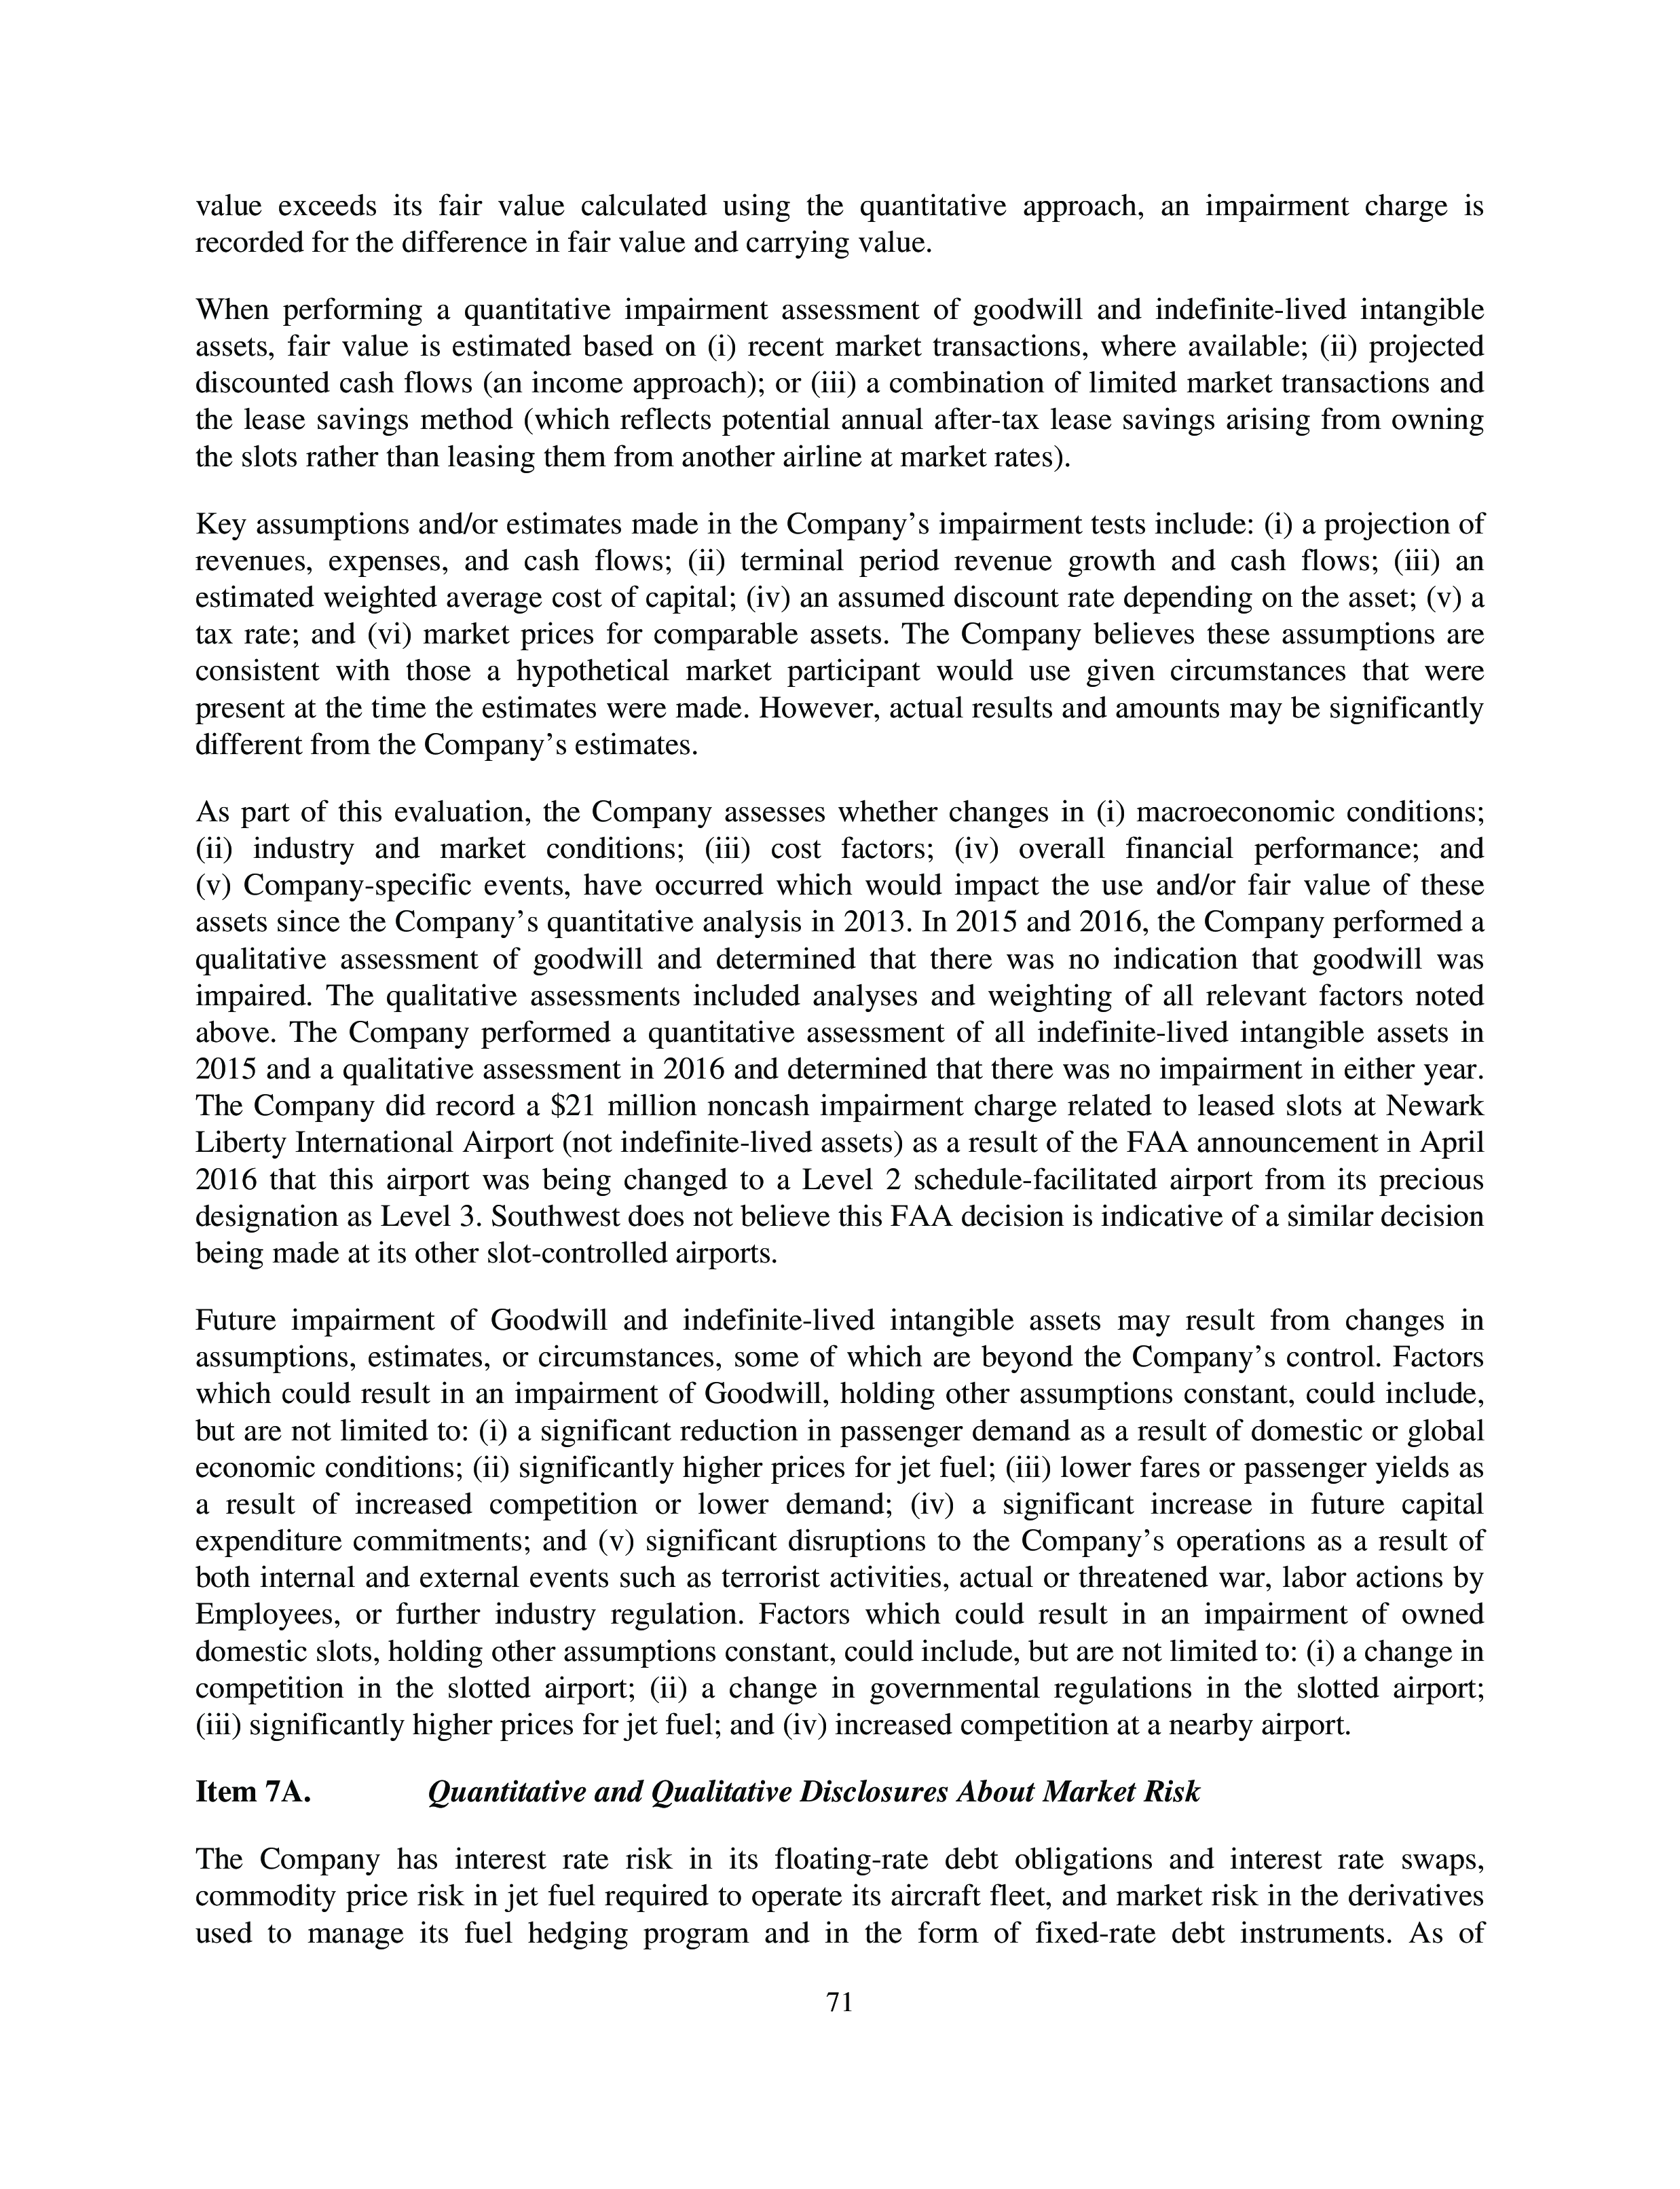 value exceeds its fair value calculated using the quantitative approach, an impairment charge is
recorded for the difference in fair value and carrying value.
When performing a quantitative impairment assessment of goodwill and indefinite-lived intangible
assets, fair value is estimated based on (i) recent market transactions, where available; (ii) projected
discounted cash flows (an income approach); or (iii) a combination of limited market transactions and
the lease savings method (which reflects potential annual after-tax lease savings arising from owning
the slots rather than leasing them from another airline at market rates).
Key assumptions and/or estimates made in the Company’s impairment tests include: (i) a projection of
revenues, expenses, and cash flows; (ii) terminal period revenue growth and cash flows; (iii) an
estimated weighted average cost of capital; (iv) an assumed discount rate depending on the asset; (v) a
tax rate; and (vi) market prices for comparable assets. The Company believes these assumptions are
consistent with those a hypothetical market participant would use given circumstances that were
present at the time the estimates were made. However, actual results and amounts may be significantly
different from the Company’s estimates.
As part of this evaluation, the Company assesses whether changes in (i) macroeconomic conditions;
(ii) industry and market conditions; (iii) cost factors; (iv) overall financial performance; and
(v) Company-specific events, have occurred which would impact the use and/or fair value of these
assets since the Company’s quantitative analysis in 2013. In 2015 and 2016, the Company performed a
qualitative assessment of goodwill and determined that there was no indication that goodwill was
impaired. The qualitative assessments included analyses and weighting of all relevant factors noted
above. The Company performed a quantitative assessment of all indefinite-lived intangible assets in
2015 and a qualitative assessment in 2016 and determined that there was no impairment in either year.
The Company did record a $21 million noncash impairment charge related to leased slots at Newark
Liberty International Airport (not indefinite-lived assets) as a result of the FAA announcement in April
2016 that this airport was being changed to a Level 2 schedule-facilitated airport from its precious
designation as Level 3. Southwest does not believe this FAA decision is indicative of a similar decision
being made at its other slot-controlled airports.
Future impairment of Goodwill and indefinite-lived intangible assets may result from changes in
assumptions, estimates, or circumstances, some of which are beyond the Company’s control. Factors
which could result in an impairment of Goodwill, holding other assumptions constant, could include,
but are not limited to: (i) a significant reduction in passenger demand as a result of domestic or global
economic conditions; (ii) significantly higher prices for jet fuel; (iii) lower fares or passenger yields as
a result of increased competition or lower demand; (iv) a significant increase in future capital
expenditure commitments; and (v) significant disruptions to the Company’s operations as a result of
both internal and external events such as terrorist activities, actual or threatened war, labor actions by
Employees, or further industry regulation. Factors which could result in an impairment of owned
domestic slots, holding other assumptions constant, could include, but are not limited to: (i) a change in
competition in the slotted airport; (ii) a change in governmental regulations in the slotted airport;
(iii) significantly higher prices for jet fuel; and (iv) increased competition at a nearby airport.
Item 7A. Quantitative and Qualitative Disclosures About Market Risk
The Company has interest rate risk in its floating-rate debt obligations and interest rate swaps,
commodity price risk in jet fuel required to operate its aircraft fleet, and market risk in the derivatives
used to manage its fuel hedging program and in the form of fixed-rate debt instruments. As of
71